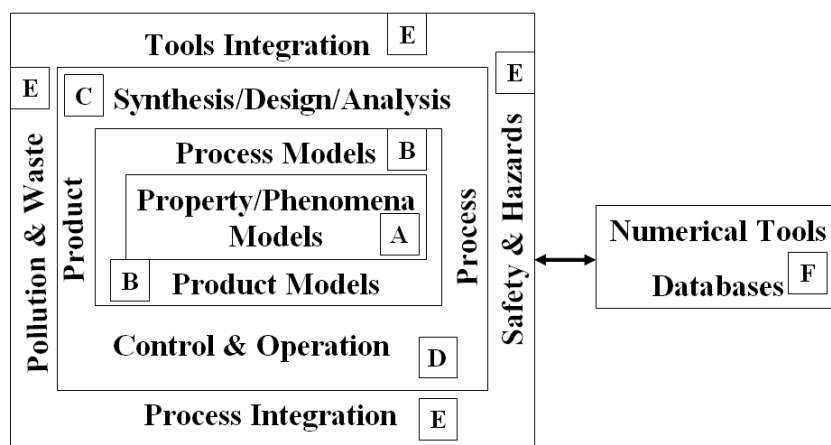 Tools Integration E
E
E
C Synthesis/Design/Analysis
Process Models B
Property/Phenomena
Models A
B Product Models
Product
Process
Control & Operation D
Pollution & Waste
Safety & Hazards
Process Integration E
Numerical Tools
Databases F